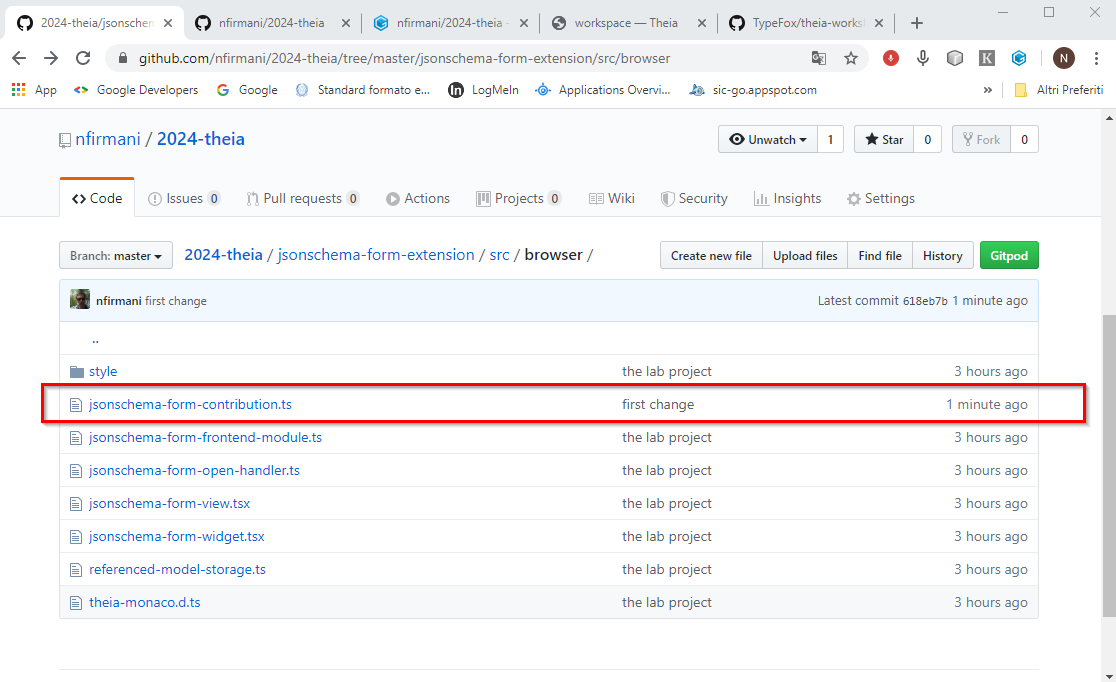 2024-theia/jsonschem
nfirmani/2024-theia
nfirmani/2024-theia -
workspace — Theia
TypeFox/theia-works
github.com/nfirmani/2024-theia/tree/master/jsonschema-form-extension/src/browser
K
N
App
Google Developers
Google
Standard formato e...
LogMeIn
Applications Overvi...
sic-go.appspot.com
»
Altri Preferiti
nfirmani / 2024-theia
Unwatch 1
Star 0
Fork 0
Code
Issues 0
Pull requests 0
Actions
Projects 0
Wiki
Security
Insights
Settings
Branch: master
2024-theia / jsonschema-form-extension / src / browser /
Create new file
Upload files
Find file
History
Gitpod
nfirmani first change
Latest commit 618eb7b 1 minute ago
..
style the lab project 3 hours ago
jsonschema-form-contribution.ts first change 1 minute ago
jsonschema-form-frontend-module.ts the lab project 3 hours ago
jsonschema-form-open-handler.ts the lab project 3 hours ago
jsonschema-form-view.tsx the lab project 3 hours ago
jsonschema-form-widget.tsx the lab project 3 hours ago
referenced-model-storage.ts the lab project 3 hours ago
theia-monaco.d.ts the lab project 3 hours ago